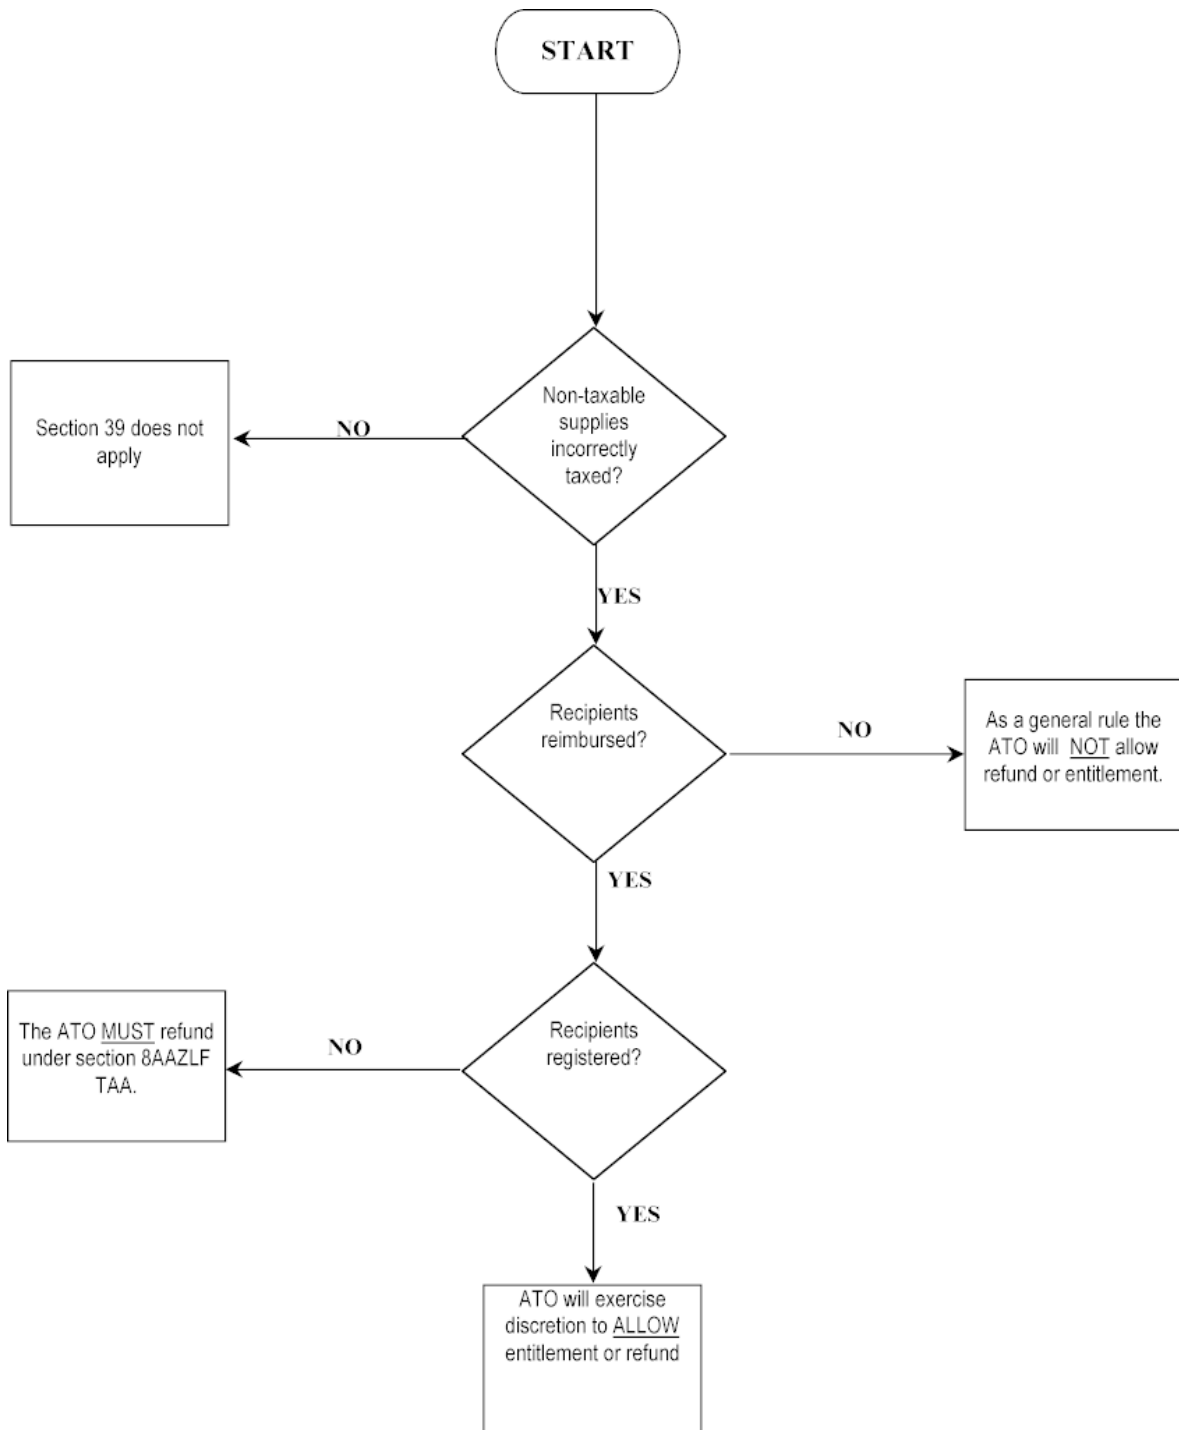 START
Non-taxable
supplies
incorrectly
taxed?
NO
Section 39 does not
apply
YES
Recipients
reimbursed?
NO
As a general rule the
ATO will NOT allow
refund or entitlement.
YES
Recipients
registered?
NO
The ATO MUST refund
under section 8AAZLF
TAA.
YES
ATO will exercise
discretion to ALLOW
entitlement or refund